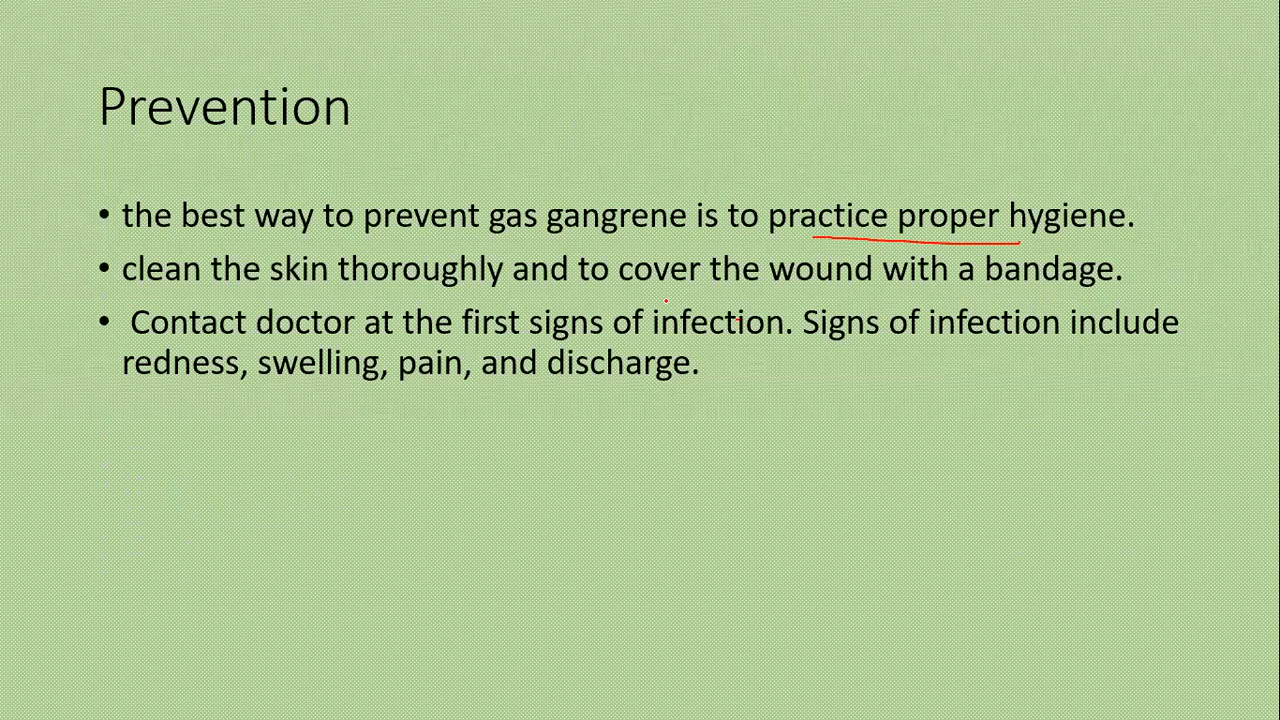 Prevention
• the best way to prevent gas gangrene is to practice proper hygiene.
• clean the skin thoroughly and to cover the wound with a bandage.
• Contact doctor at the first signs of infection. Signs of infection include
redness, swelling, pain, and discharge.